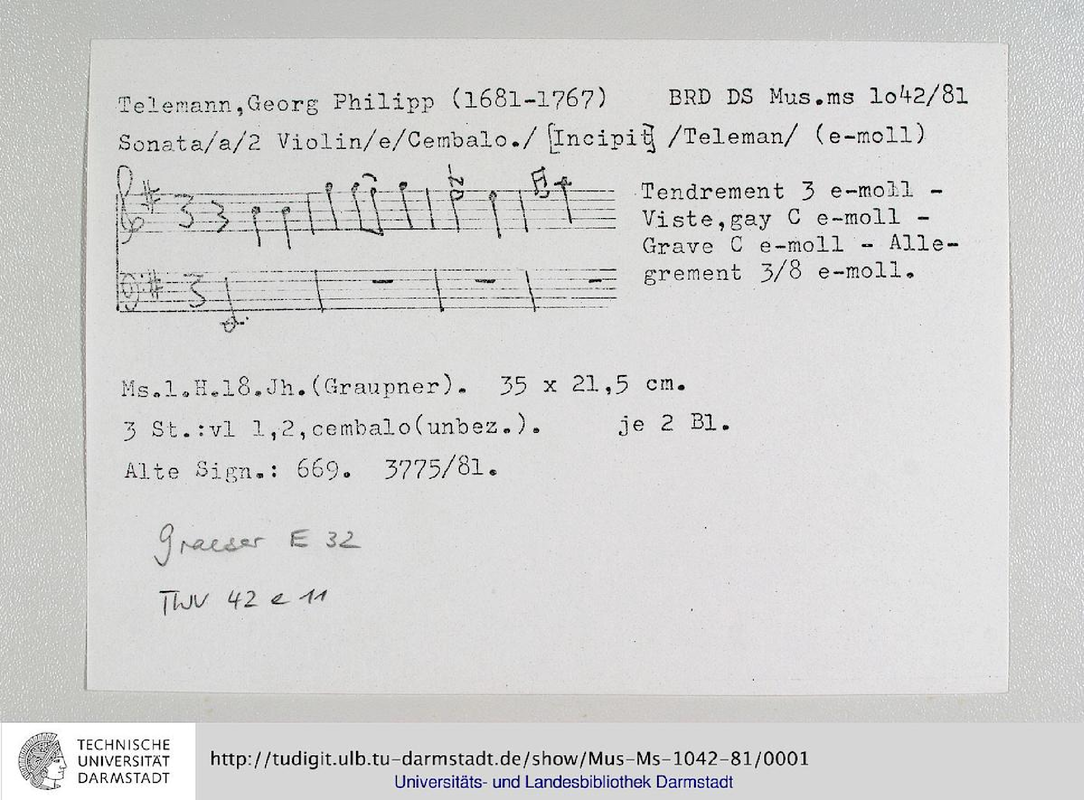 Telemann,Georg Philipp (1681-1767) BRD DS Mus.ms 1o42/81
Sonata/a/2 Violin/e/Cembalo./ [Incipit] /Teleman/ (e-moll)
3
3
Tendrement 3 e-moll -
Viste,gay C e-moll -
Grave C e-moll - Alle-
grement 3/8 e-moll.
Ms.1.H.18.Jh.(Graupner). 35 x 21,5 cm.
3 St.:vl 1,2,cembalo(unbez.). je 2 Bl.
Alte Sign.: 669. 3775/81.
Graeser E 32
TWV 42 e 11
TECHNISCHE
UNIVERSITÄT
DARMSTADT
http://tudigit.ulb.tu-darmstadt.de/show/Mus-Ms-1042-81/0001
Universitäts- und Landesbibliothek Darmstadt